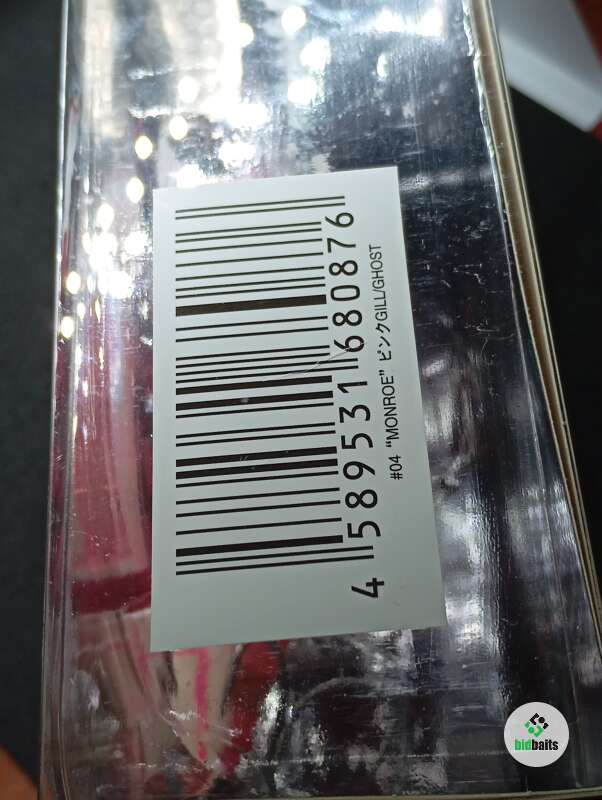 4 589531 680876
#04 “MONROE” ピンクGILL/GHOST
bidbaits